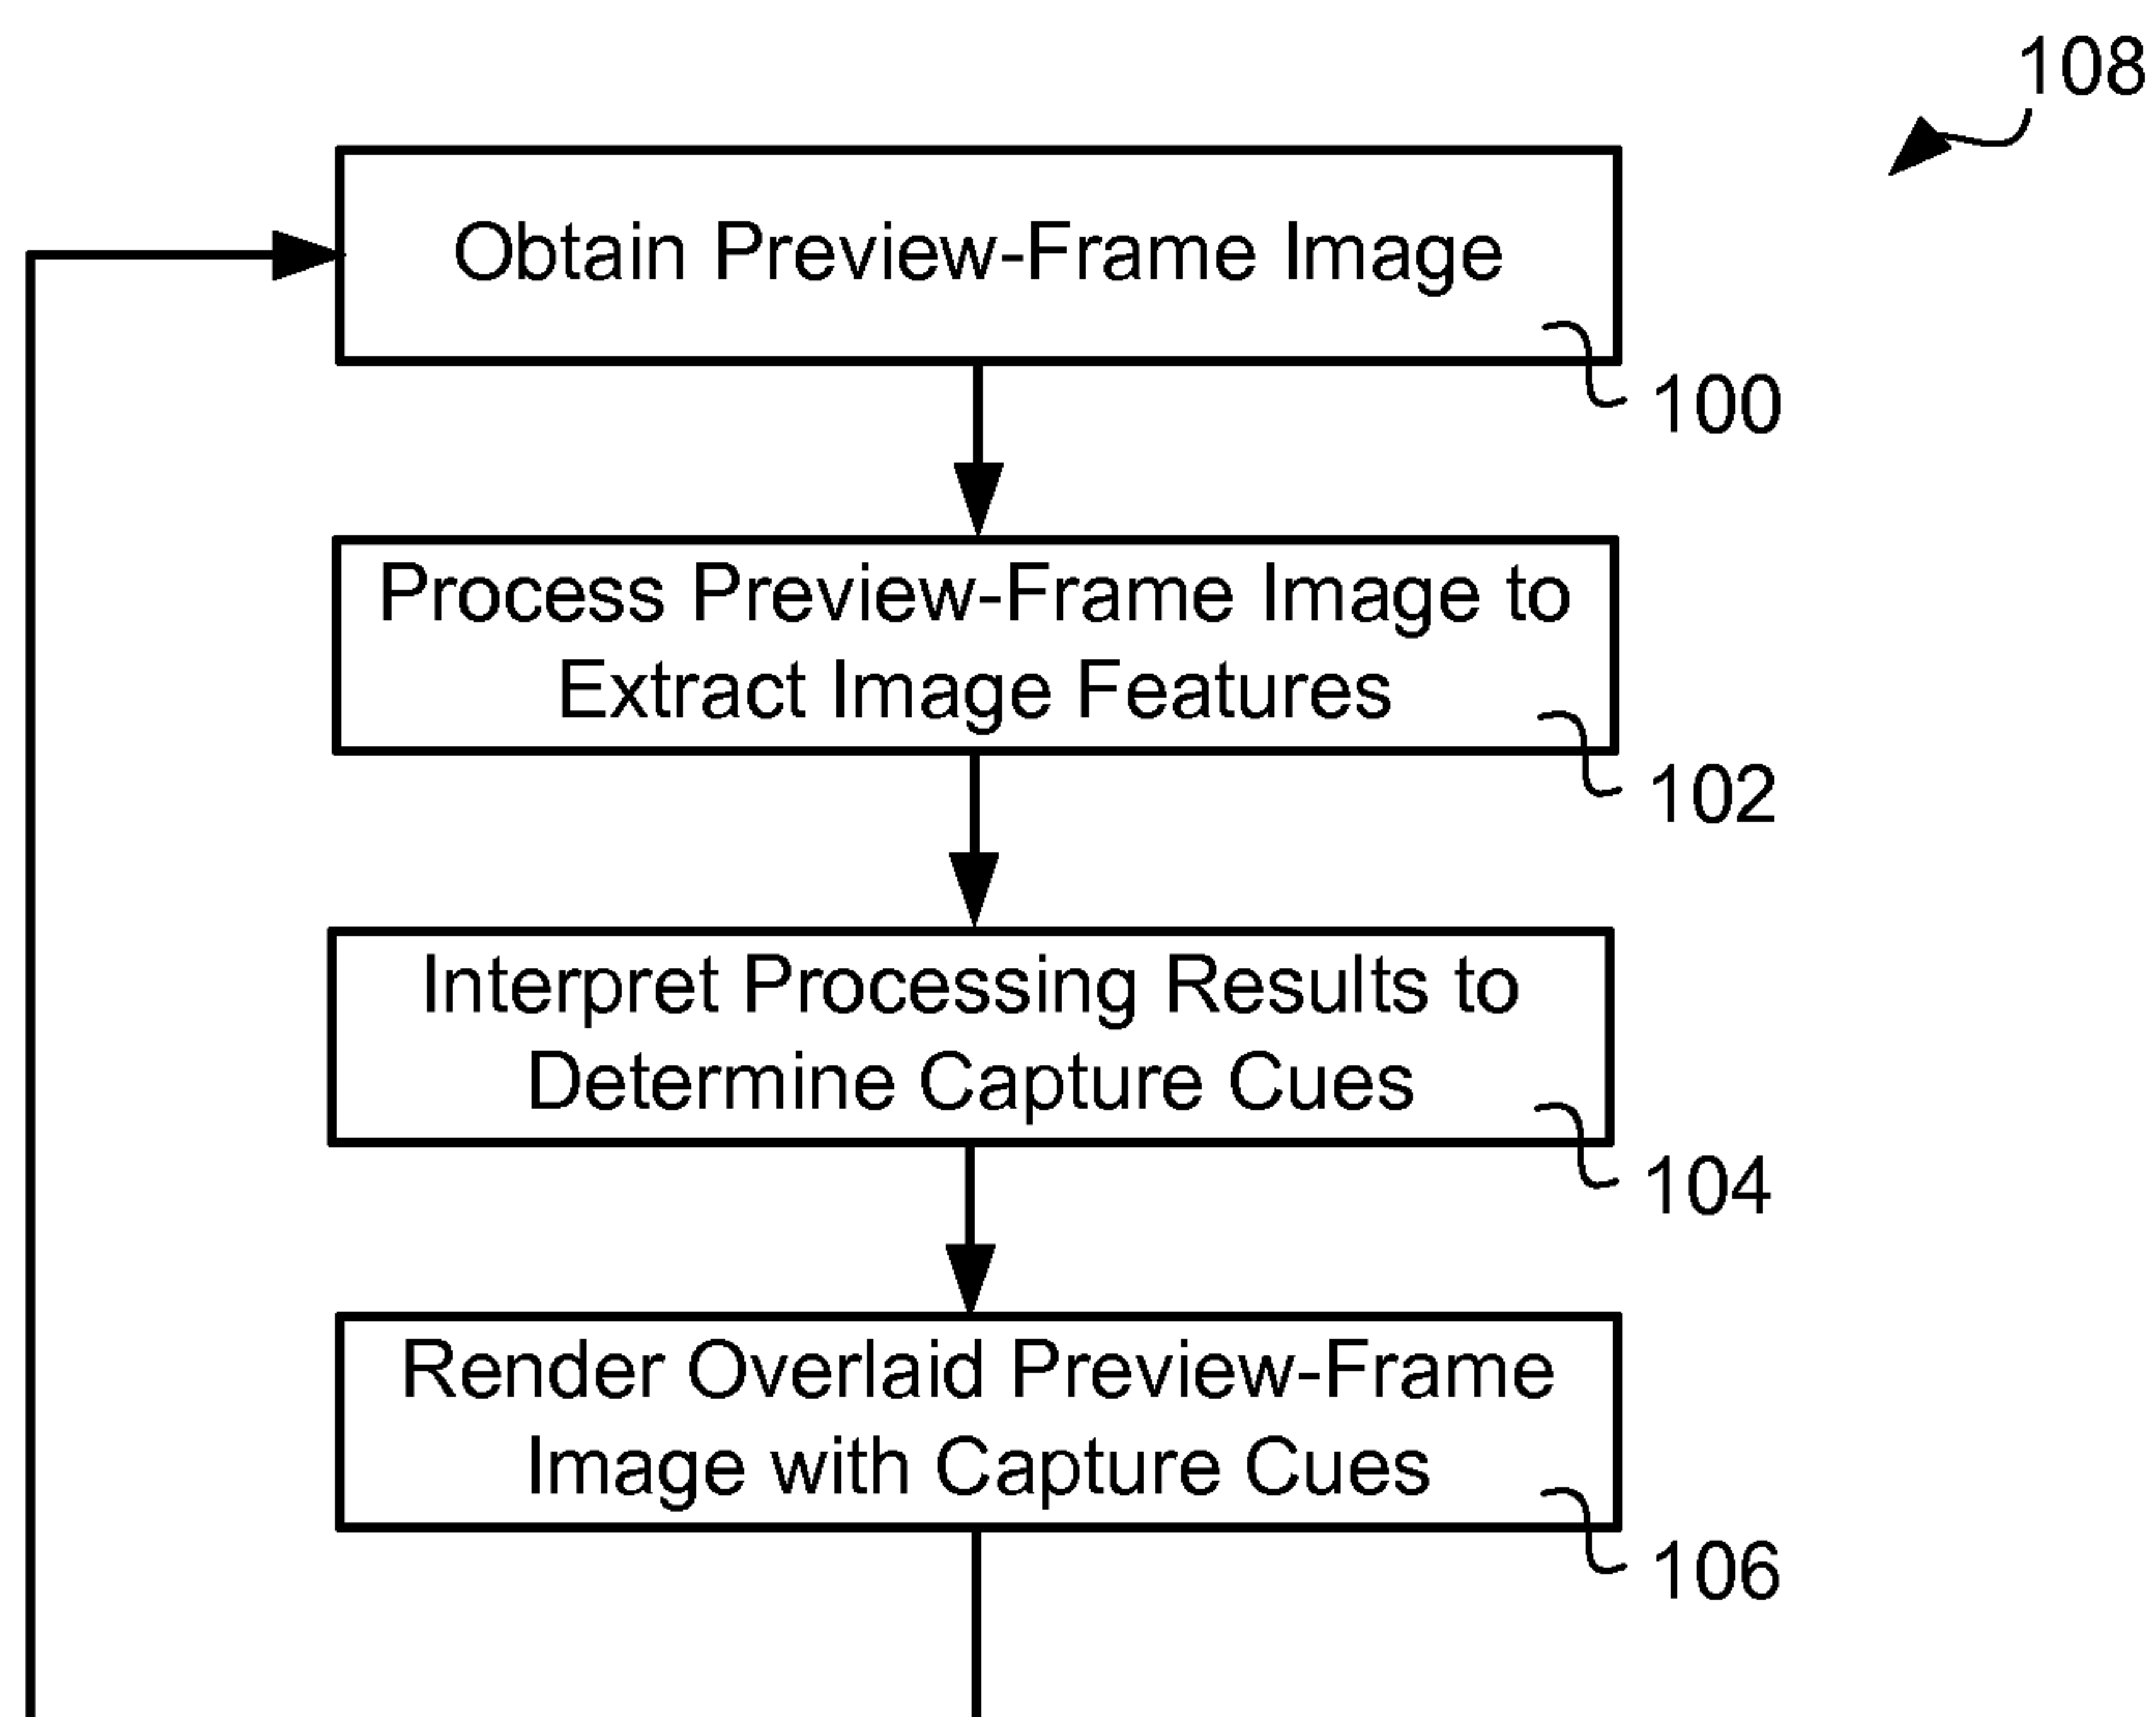 108
Obtain Preview-Frame Image
100
Process Preview-Frame Image to
Extract Image Features
102
Interpret Processing Results to
Determine Capture Cues
104
Render Overlaid Preview-Frame
Image with Capture Cues
106